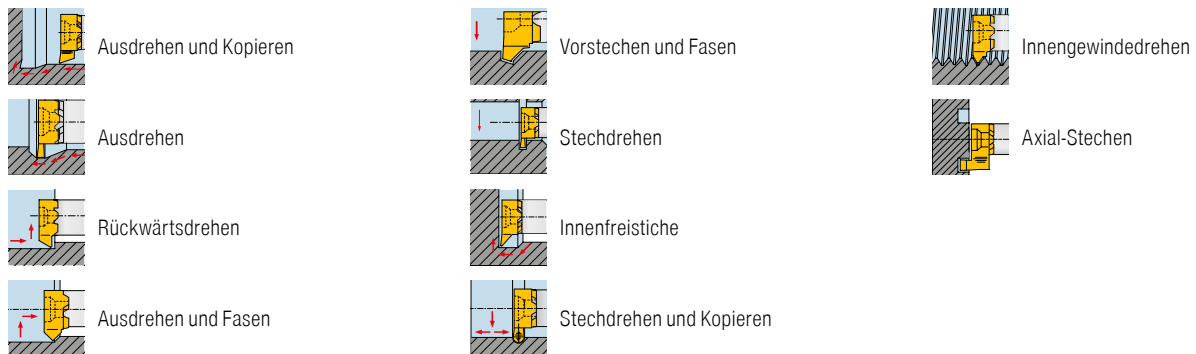 Ausdrehen und Kopieren
Ausdrehen
Rückwärtsdrehen
Ausdrehen und Fasen
Vorstechen und Fasen
Stechdrehen
Innenfreistiche
Stechdrehen und Kopieren
Innengewindedrehen
Axial-Stechen